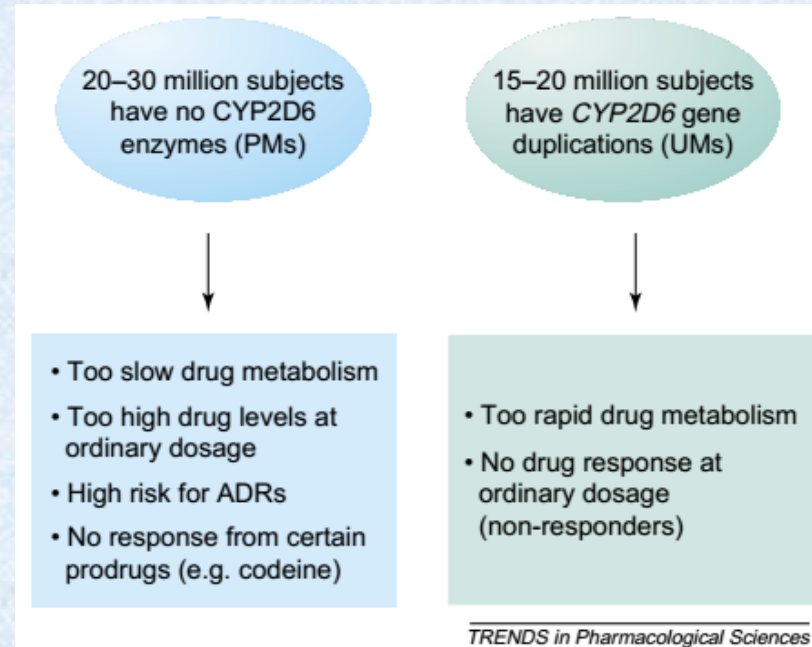 20–30 million subjects
have no CYP2D6
enzymes (PMs)
15–20 million subjects
have CYP2D6 gene
duplications (UMs)
• Too slow drug metabolism
• Too high drug levels at
ordinary dosage
• High risk for ADRs
• No response from certain
prodrugs (e.g. codeine)
• Too rapid drug metabolism
• No drug response at
ordinary dosage
(non-responders)
TRENDS in Pharmacological Sciences